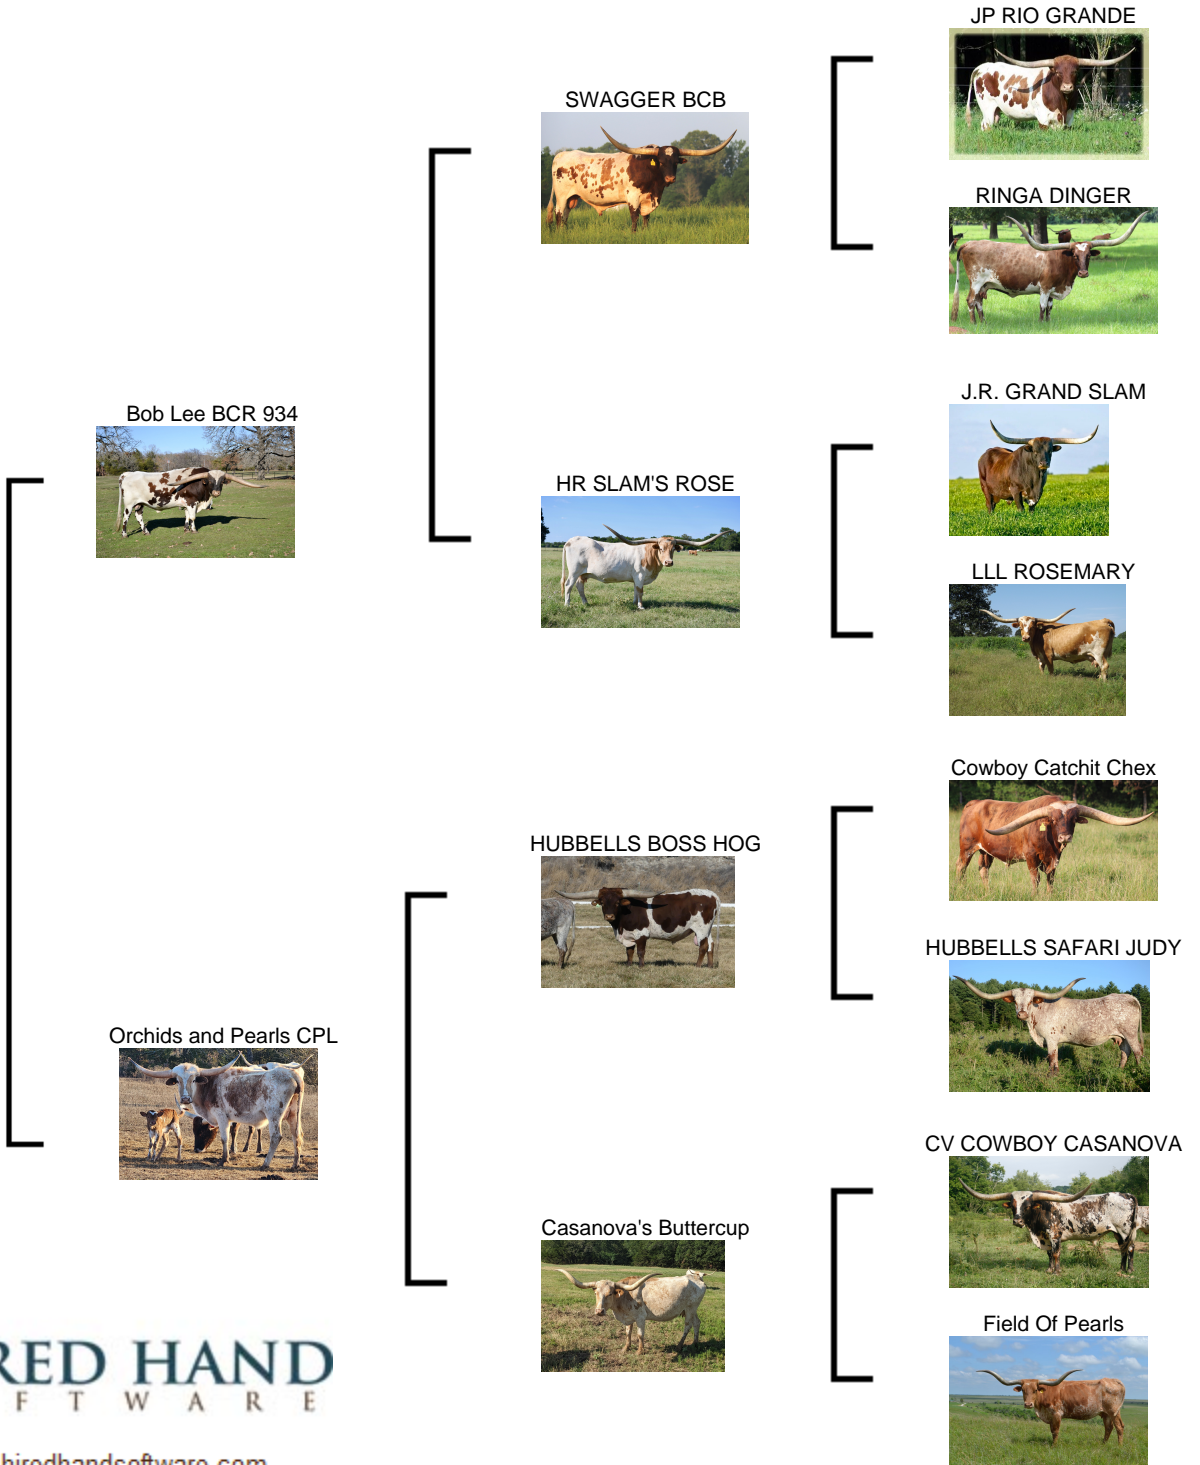 JP RIO GRANDE
SWAGGER BCB
RINGA DINGER
J.R. GRAND SLAM
Bob Lee BCR 934
HR SLAM'S ROSE
LLL ROSEMARY
Cowboy Catchit Chex
HUBBELLS BOSS HOG
HUBBELLS SAFARI JUDY
Orchids and Pearls CPL
CV COWBOY CASANOVA
Casanova's Buttercup
Field Of Pearls
RED HAND
F T W A R E
hiredhandsoftware.com